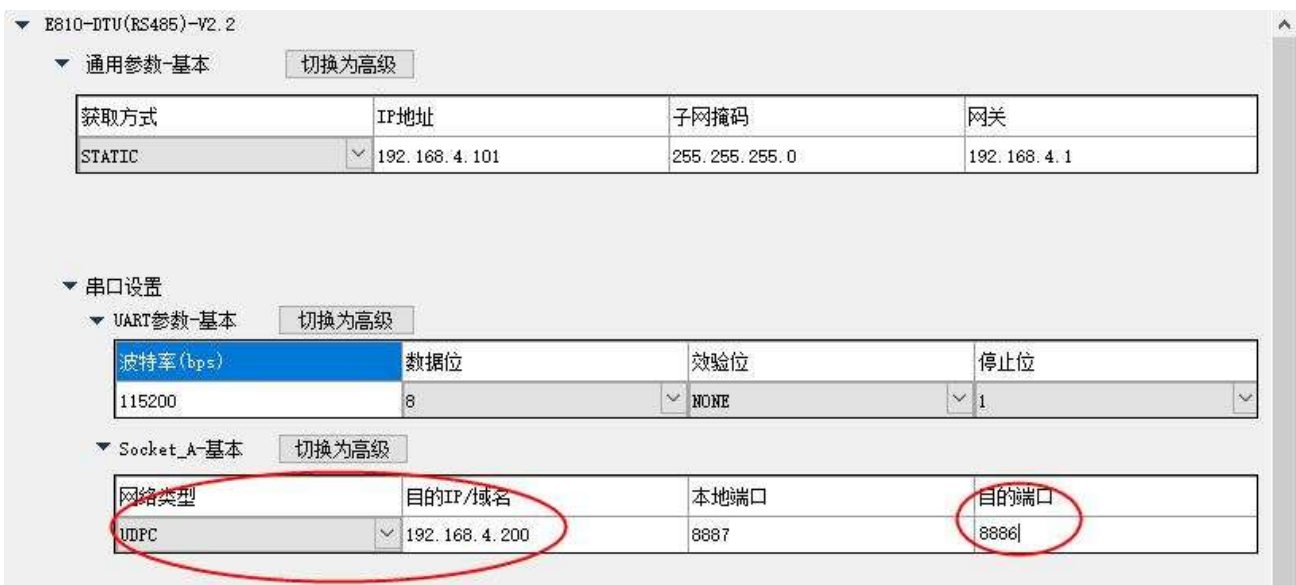 E810-DTU(RS485)-V2.2
通用参数-基本 切换为高级
获取方式 IP地址 子网掩码 网关
STATIC 192.168.4.101 255.255.255.0 192.168.4.1
串口设置
UART参数-基本 切换为高级
波特率(bps) 数据位 效验位 停止位
115200 8 NONE 1
Socket_A-基本 切换为高级
网络类型 目的IP/域名 本地端口 目的端口
UDPC 192.168.4.200 8887 8886